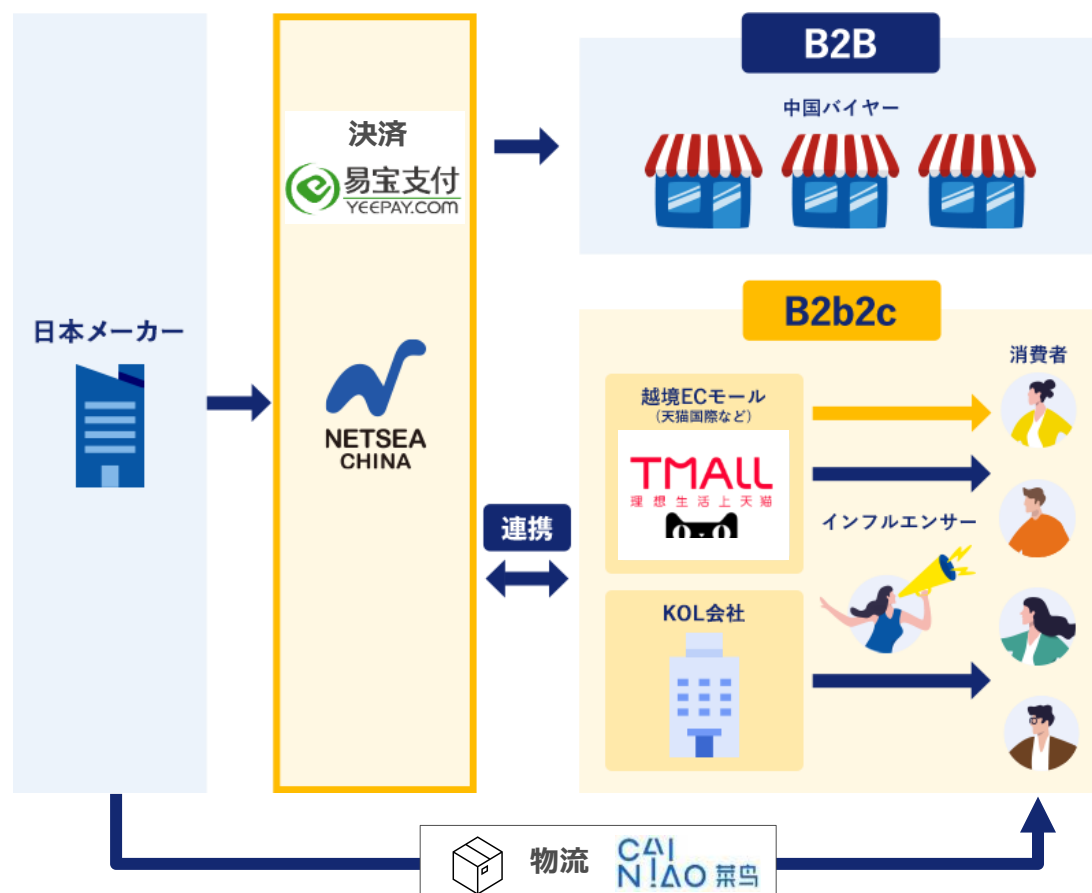 日本メーカー
決済
易宝支付
YEEPAY.COM
NETSEA
CHINA
連携
B2B
中国バイヤー
B2b2c
消費者
越境ECモール
（天猫国際など）
TMALL
理想生活上天猫
インフルエンサー
KOL会社
物流
CAI
NIAO 菜鸟